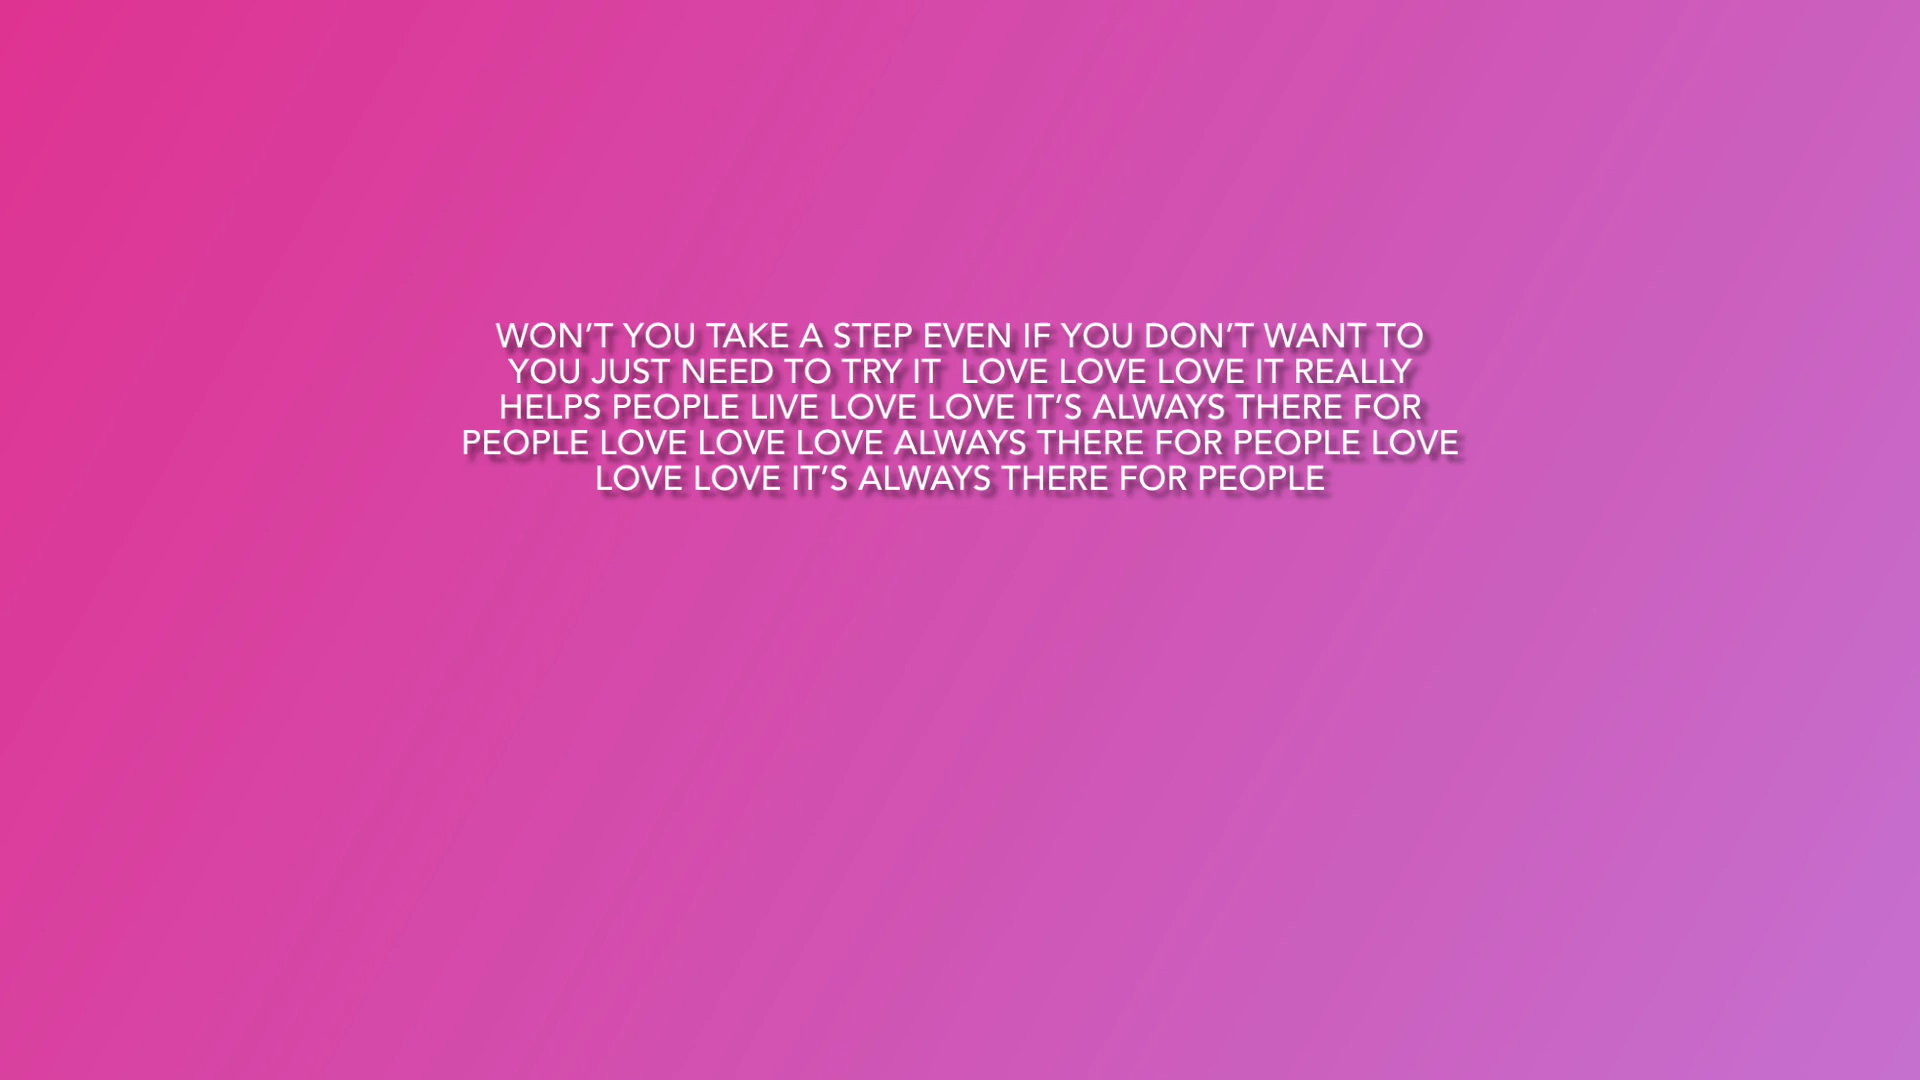 WON’T YOU TAKE A STEP EVEN IF YOU DON’T WANT TO
YOU JUST NEED TO TRY IT  LOVE LOVE LOVE IT REALLY
HELPS PEOPLE LIVE LOVE LOVE IT’S ALWAYS THERE FOR
PEOPLE LOVE LOVE LOVE ALWAYS THERE FOR PEOPLE LOVE
LOVE LOVE IT’S ALWAYS THERE FOR PEOPLE